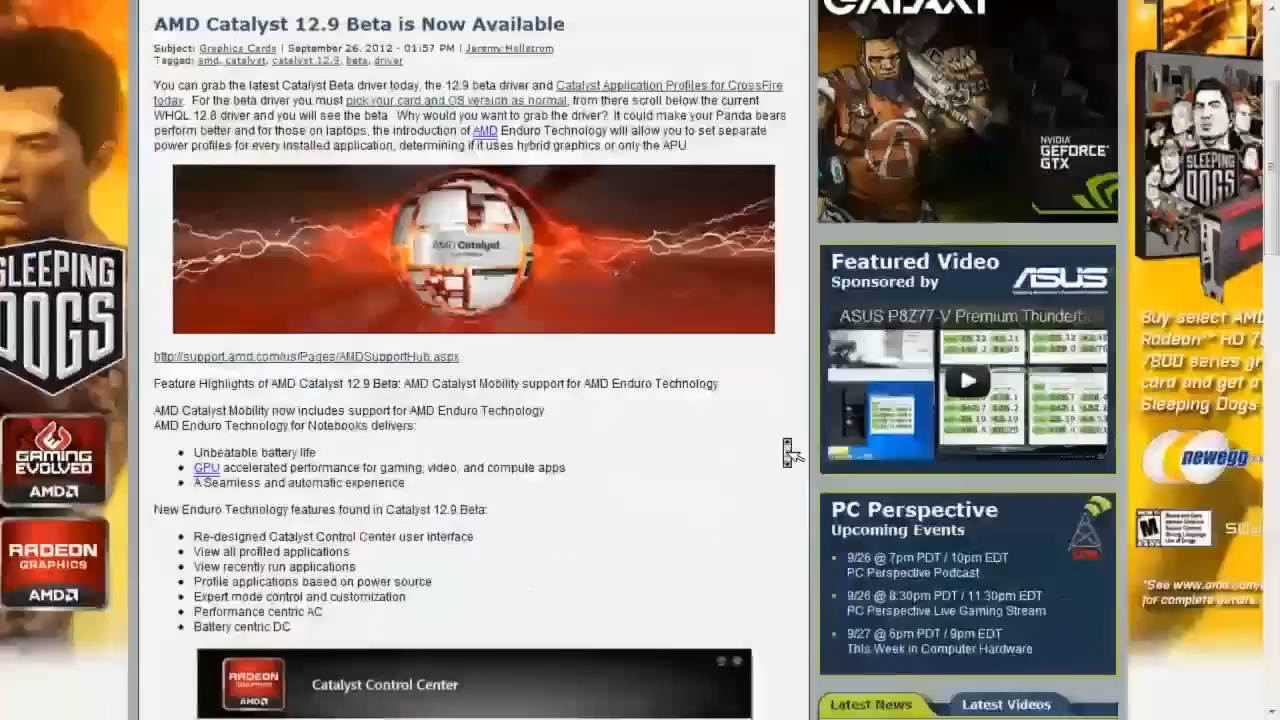 AMD Catalyst 12.9 Beta is Now Available
Subject: Graphics Cards | September 26, 2012 - 01:57 PM | Jeremy Hellstrom
Tagged: amd, catalyst, catalyst 12.9, beta, driver
You can grab the latest Catalyst Beta driver today, the 12.9 beta driver and Catalyst Application Profiles for CrossFire
today. For the beta driver you must pick your card and OS version as normal, from there scroll below the current
WHQL 12.8 driver and you will see the beta. Why would you want to grab the driver? It could make your Panda bears
perform better and for those on laptops, the introduction of AMD Enduro Technology will allow you to set separate
power profiles for every installed application, determining if it uses hybrid graphics or only the APU
AMD Catalyst
http://support.amd.com/us/Pages/AMDSupportHub.aspx
Feature Highlights of AMD Catalyst 12.9 Beta: AMD Catalyst Mobility support for AMD Enduro Technology
AMD Catalyst Mobility now includes support for AMD Enduro Technology
AMD Enduro Technology for Notebooks delivers:
Unbeatable battery life
GPU accelerated performance for gaming, video, and compute apps
A Seamless and automatic experience
New Enduro Technology features found in Catalyst 12.9 Beta:
Re-designed Catalyst Control Center user interface
View all profiled applications
View recently run applications
Profile applications based on power source
Expert mode control and customization
Performance centric AC
Battery centric DC
RADEON
GRAPHICS
AMD
Catalyst Control Center
SLEEPING
DOGS
GAMING
EVOLVED
AMD
RADEON
GRAPHICS
AMD
GALAXY
NVIDIA
GEFORCE
GTX
Featured Video
Sponsored by
ASUS
ASUS P8Z77-V Premium Thunderb
PC Perspective
Upcoming Events
LIVE
9/26 @ 7pm PDT / 10pm EDT
PC Perspective Podcast
9/26 @ 8:30pm PDT / 11:30pm EDT
PC Perspective Live Gaming Stream
9/27 @ 6pm PDT / 9pm EDT
This Week in Computer Hardware
Latest News
Latest Videos
SLEEPING
DOGS
Buy select AMD
Radeon™ HD 7
7800 series gr
card and get a
Sleeping Dogs
newegg
M
SQU
*See www.amd.com/
for complete details.